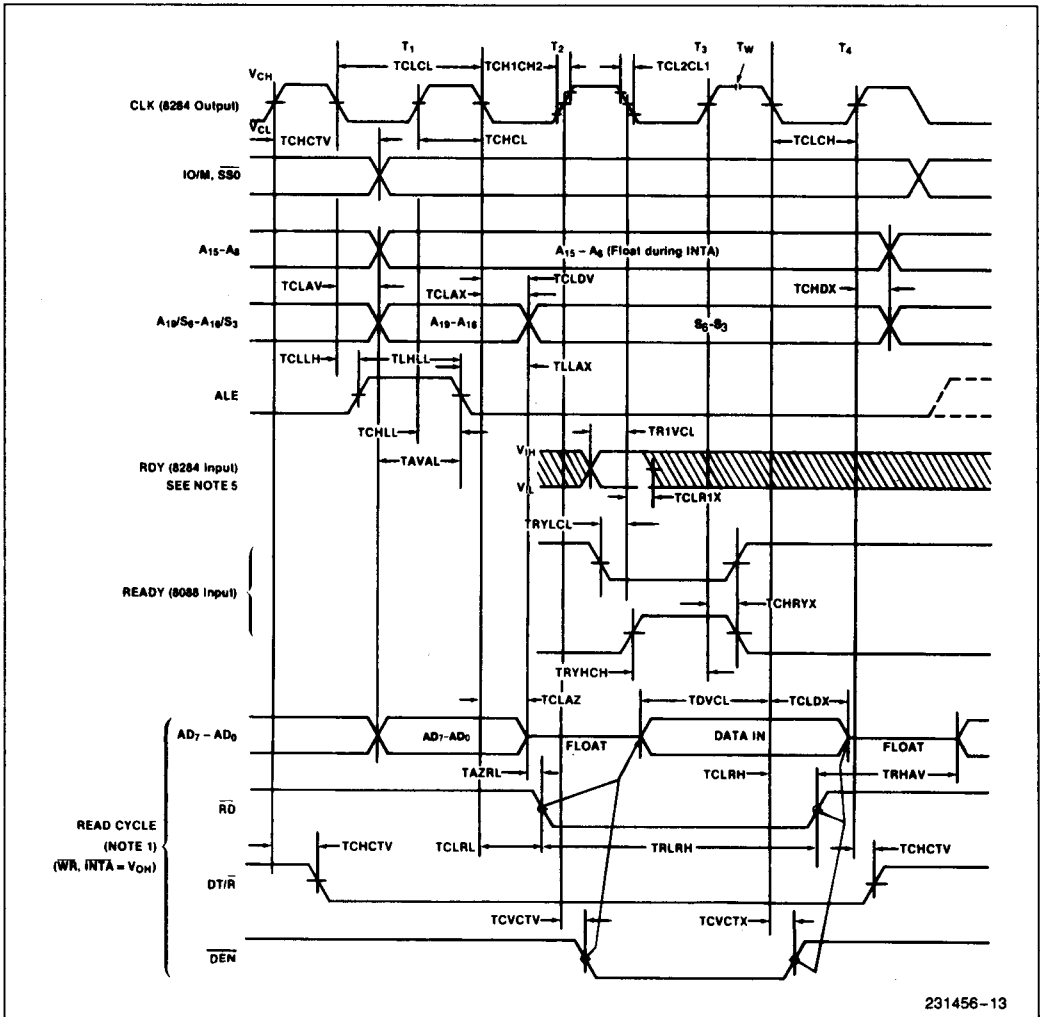 T1 T2 T3 TW T4
TCLCL TCH1CH2 TCL2CL1
VCH
CLK (8284 Output)
VCL
TCHCTV TCHCL TCLCH
IO/M, SSO
A15–A8 A15 – A8 (Float during INTA)
TCLDV
TCLAV TCLAX TCHDX
A19/S6–A16/S3 A19–A16 S6–S3
TCLLH TLHLL TLLAX
ALE
TCHLL TR1VCL
TAVAL
VIH
RDY (8284 Input)
SEE NOTE 5
VIL
TCLR1X
TRYLCL
READY (8088 Input)
TCHRYX
TRYHCH
TCLAZ TDVCL TCLDX
AD7 – AD0 AD7–AD0 FLOAT DATA IN FLOAT
TAZRL TCLRH TRHAV
RD
READ CYCLE
(NOTE 1)
(WR, INTA = VOH)
TCHCTV TCLRL TRLRH TCHCTV
DT/R
TCVCTV TCVCTX
DEN
231456–13